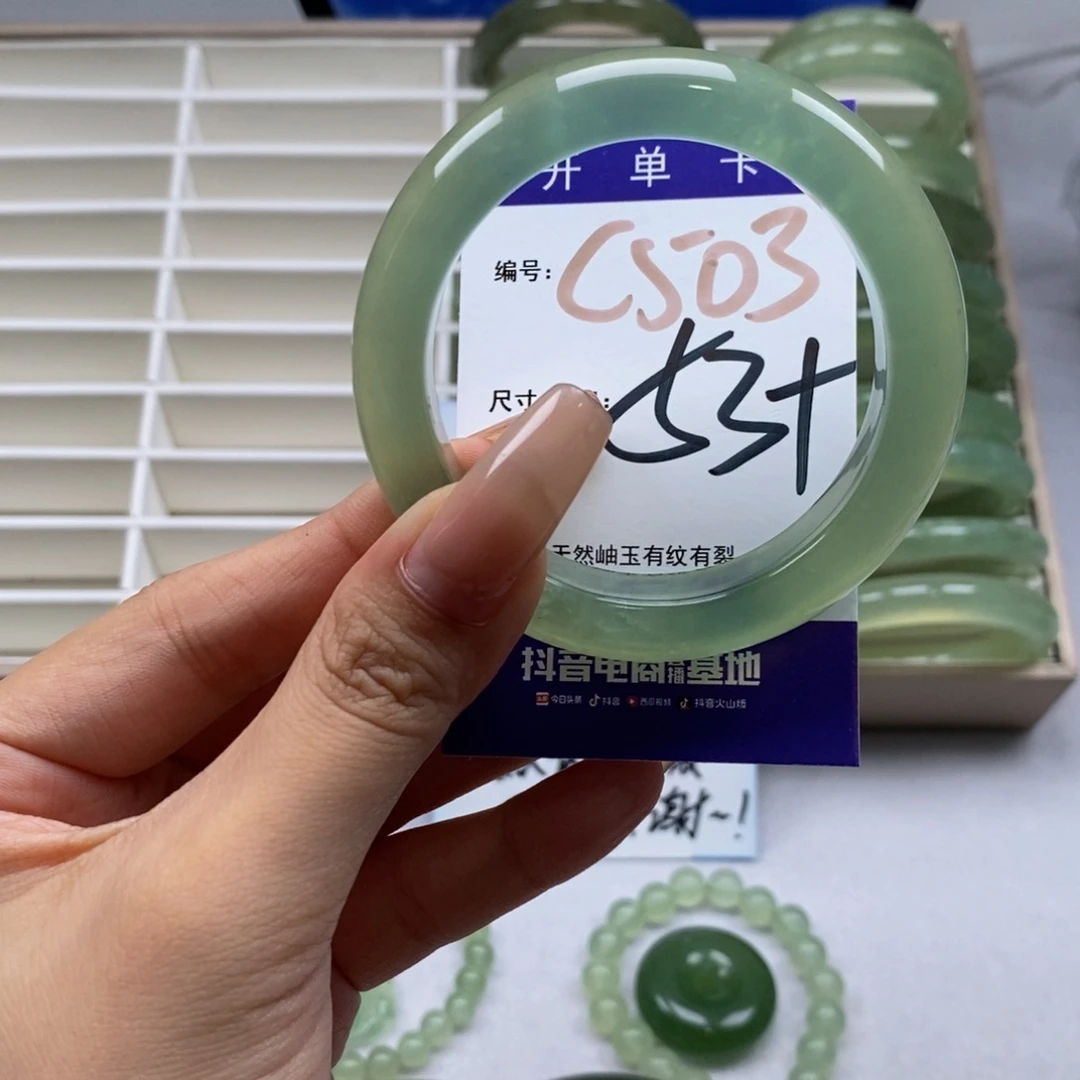 开单卡
编号: C503
尺寸 : 53+
天然岫玉有纹有裂
抖音电商直播基地
今日头条 抖音 西瓜视频 抖音火山版
谢~!